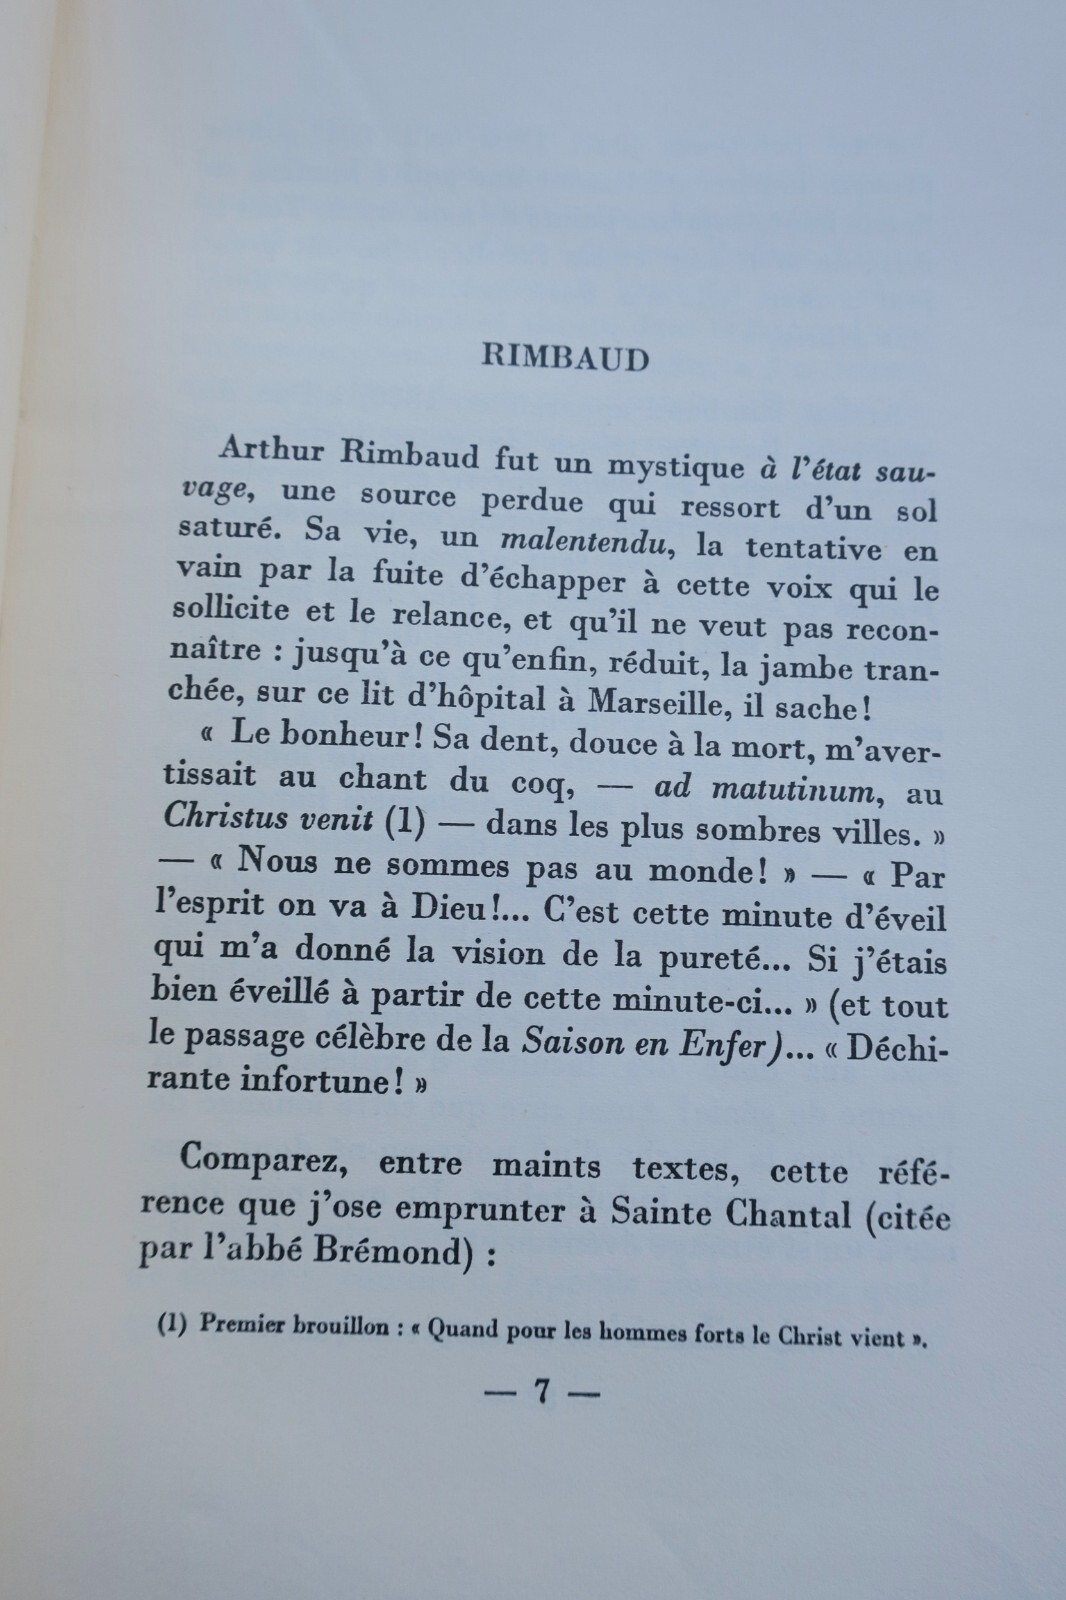 RIMBAUD
Arthur Rimbaud fut un mystique à l'état sau-
vage, une source perdue qui ressort d'un sol
saturé. Sa vie, un malentendu, la tentative en
vain par la fuite d'échapper à cette voix qui le
sollicite et le relance, et qu'il ne veut pas recon-
naître : jusqu'à ce qu'enfin, réduit, la jambe tran-
chée, sur ce lit d'hôpital à Marseille, il sache!
« Le bonheur! Sa dent, douce à la mort, m'aver-
tissait au chant du coq, — ad matutinum, au
Christus venit (1) — dans les plus sombres villes. »
— « Nous ne sommes pas au monde! » — « Par
l'esprit on va à Dieu!... C'est cette minute d'éveil
qui m'a donné la vision de la pureté... Si j'étais
bien éveillé à partir de cette minute-ci... » (et tout
le passage célèbre de la Saison en Enfer)... « Déchi-
rante infortune! »
Comparez, entre maints textes, cette réfé-
rence que j'ose emprunter à Sainte Chantal (citée
par l'abbé Brémond) :
(1) Premier brouillon : « Quand pour les hommes forts le Christ vient ».
— 7 —